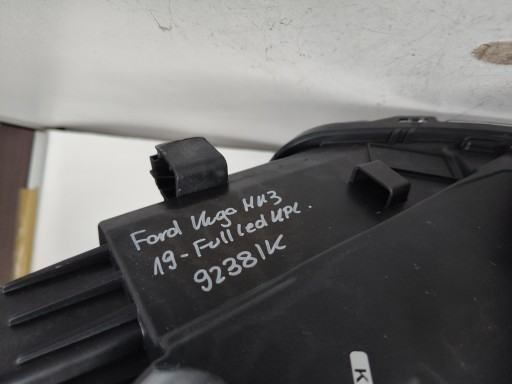 Ford Kuga MK3
19- Full led KPL.
92381K
K